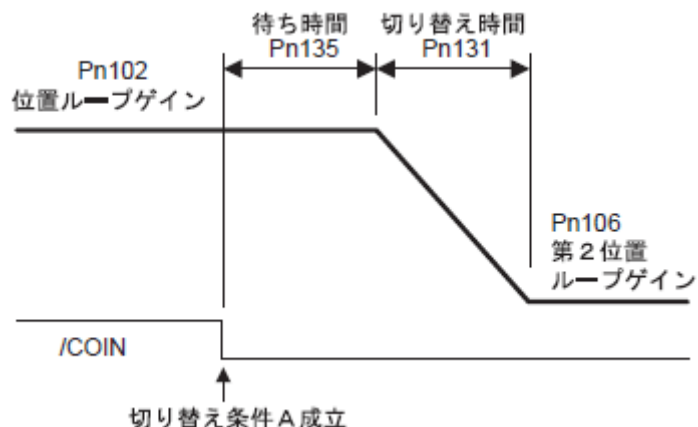 待ち時間
Pn135
切り替え時間
Pn131
Pn102
位置ループゲイン
Pn106
第２位置
ループゲイン
/COIN
切り替え条件Ａ成立